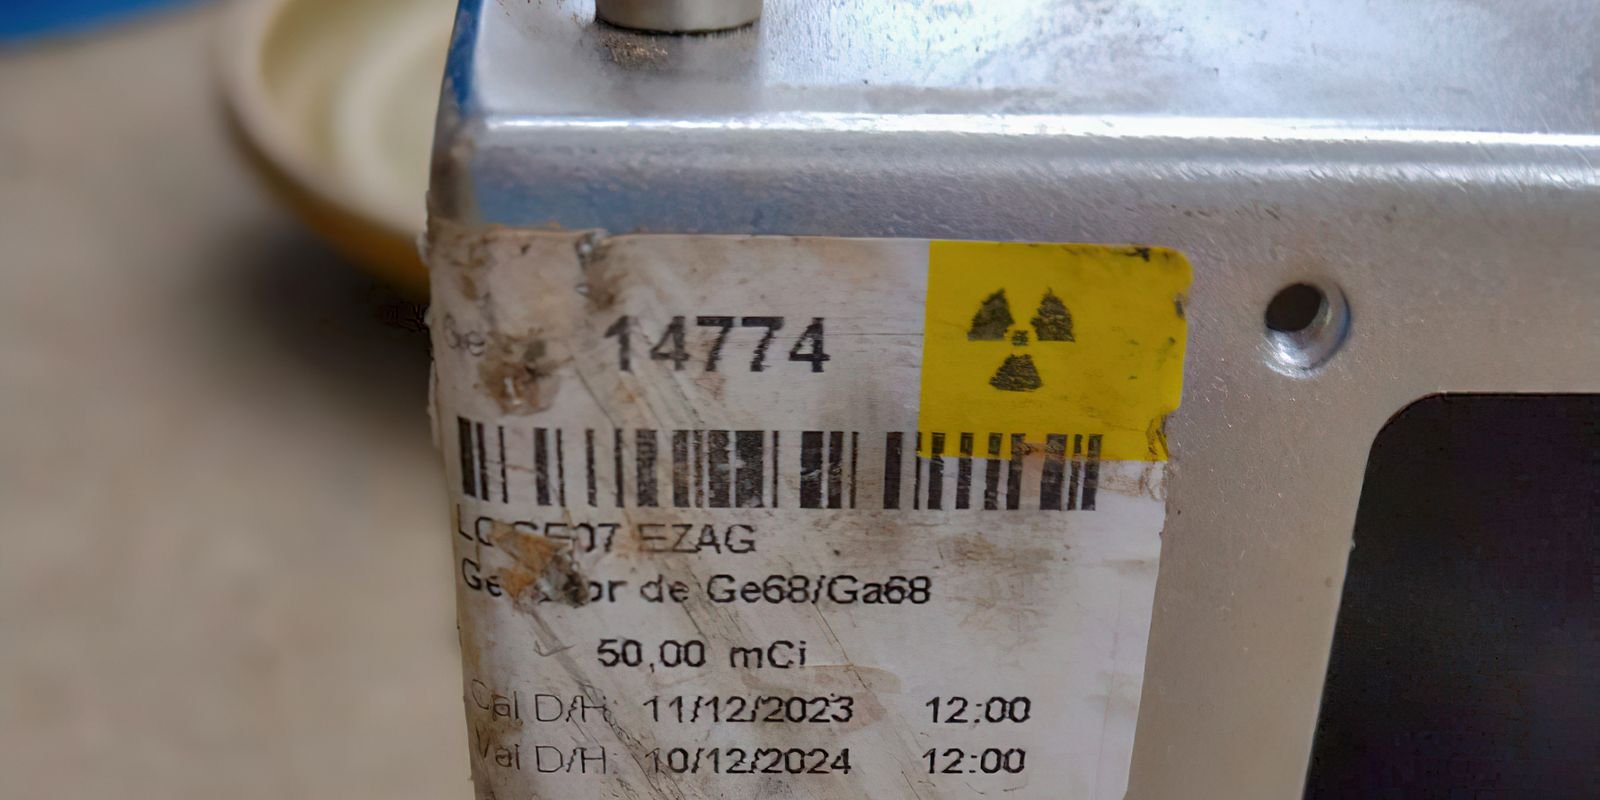 14774
EZAG
de Ge68/Ga68
50,00 mCi
Cal D/H: 11/12/2023 12:00
Val D/H: 10/12/2024 12:00